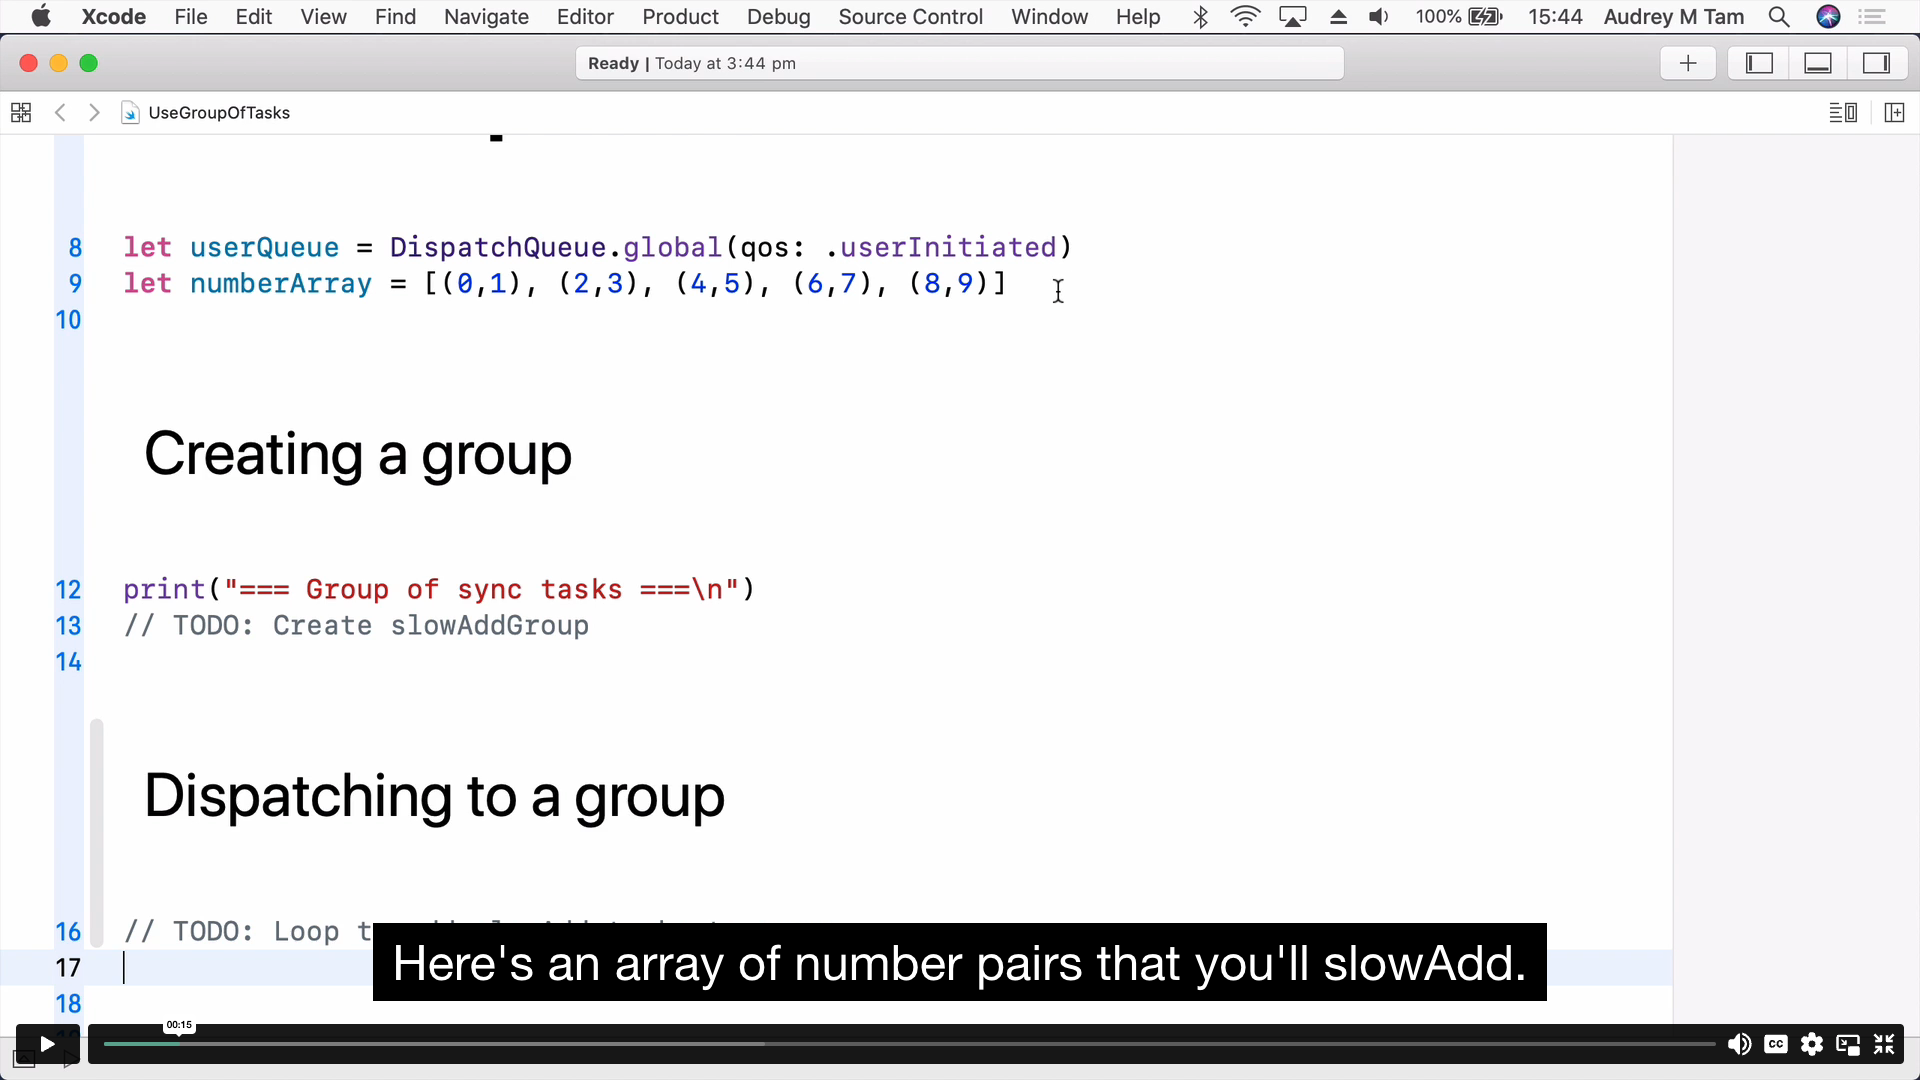 Xcode File Edit View Find Navigate Editor Product Debug Source Control Window Help 100% 15:44 Audrey M Tam
Ready | Today at 3:44 pm
UseGroupOfTasks
8 let userQueue = DispatchQueue.global(qos: .userInitiated)
9 let numberArray = [(0,1), (2,3), (4,5), (6,7), (8,9)]
10
Creating a group
12 print("=== Group of sync tasks ===\n")
13 // TODO: Create slowAddGroup
14
Dispatching to a group
16 // TODO: Loop
Here's an array of number pairs that you'll slowAdd.
17
18
00:15
CC